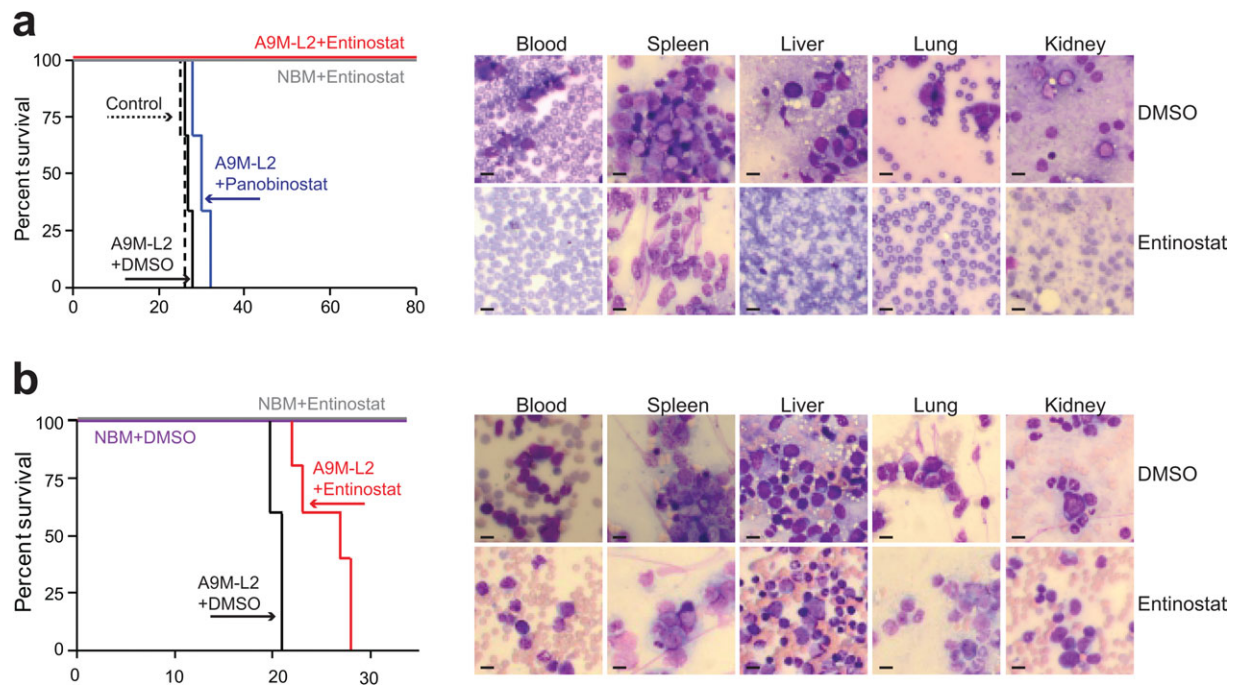 a
A9M-L2+Entinostat
NBM+Entinostat
Percent survival
100
75
50
25
0
Control
A9M-L2
+Panobinostat
A9M-L2
+DMSO
0 20 40 60 80
Blood Spleen Liver Lung Kidney
DMSO
Entinostat
b
NBM+Entinostat
NBM+DMSO
Percent survival
100
75
50
25
0
A9M-L2
+Entinostat
A9M-L2
+DMSO
0 10 20 30
Blood Spleen Liver Lung Kidney
DMSO
Entinostat